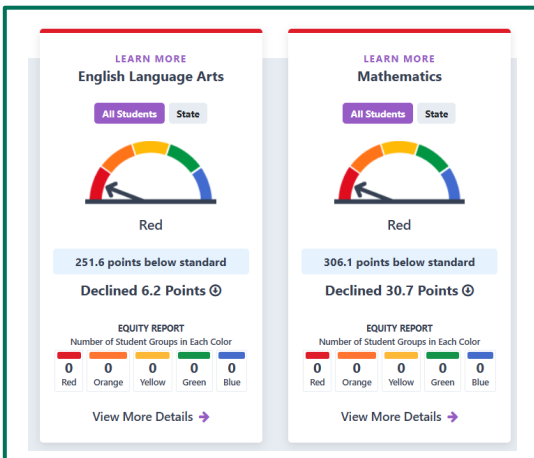 LEARN MORE
English Language Arts
All Students State
Red
251.6 points below standard
Declined 6.2 Points
EQUITY REPORT
Number of Student Groups in Each Color
0 0 0 0 0
Red Orange Yellow Green Blue
View More Details
LEARN MORE
Mathematics
All Students State
Red
306.1 points below standard
Declined 30.7 Points
EQUITY REPORT
Number of Student Groups in Each Color
0 0 0 0 0
Red Orange Yellow Green Blue
View More Details